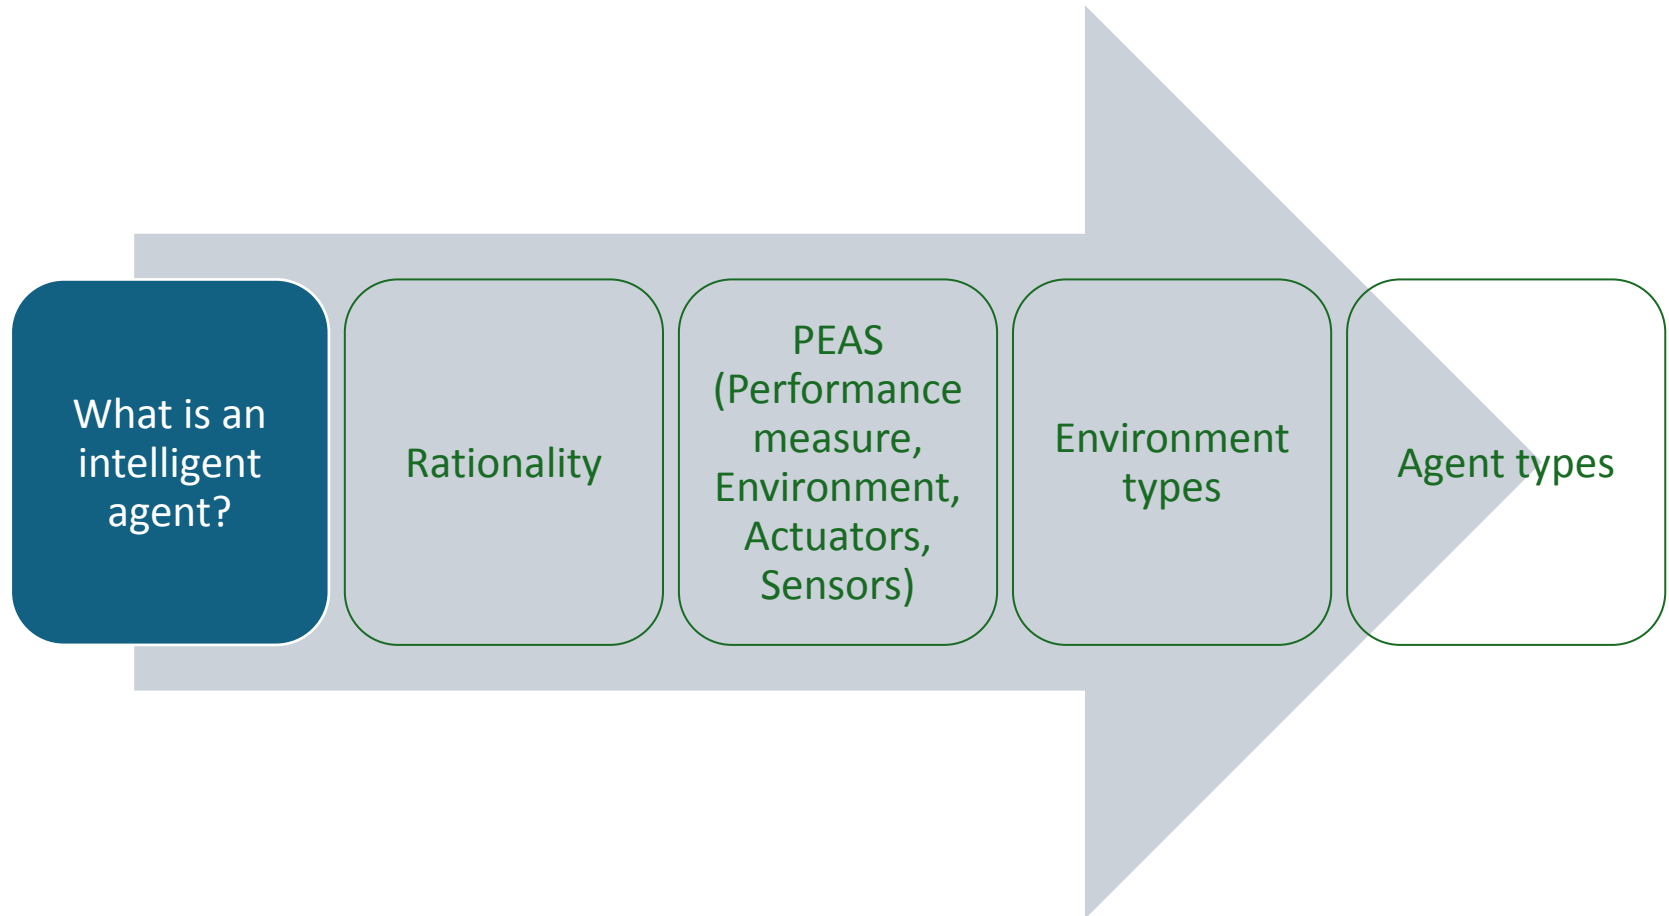 What is an
intelligent
agent?
Rationality
PEAS
(Performance
measure,
Environment,
Actuators,
Sensors)
Environment
types
Agent types